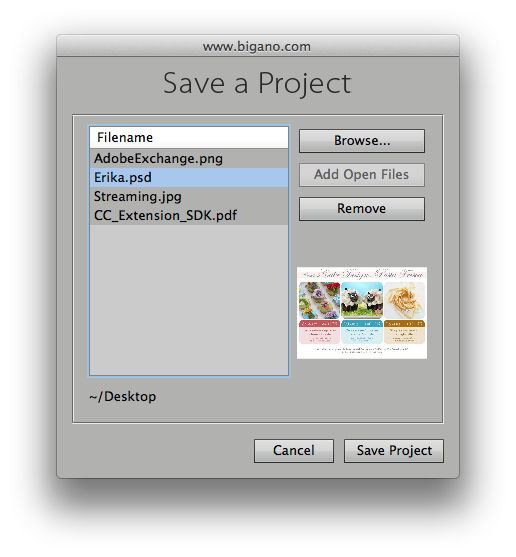 www.bigano.com
Save a Project
Filename
AdobeExchange.png
Erika.psd
Streaming.jpg
CC_Extension_SDK.pdf
Browse...
Add Open Files
Remove
~/Desktop
Cancel
Save Project